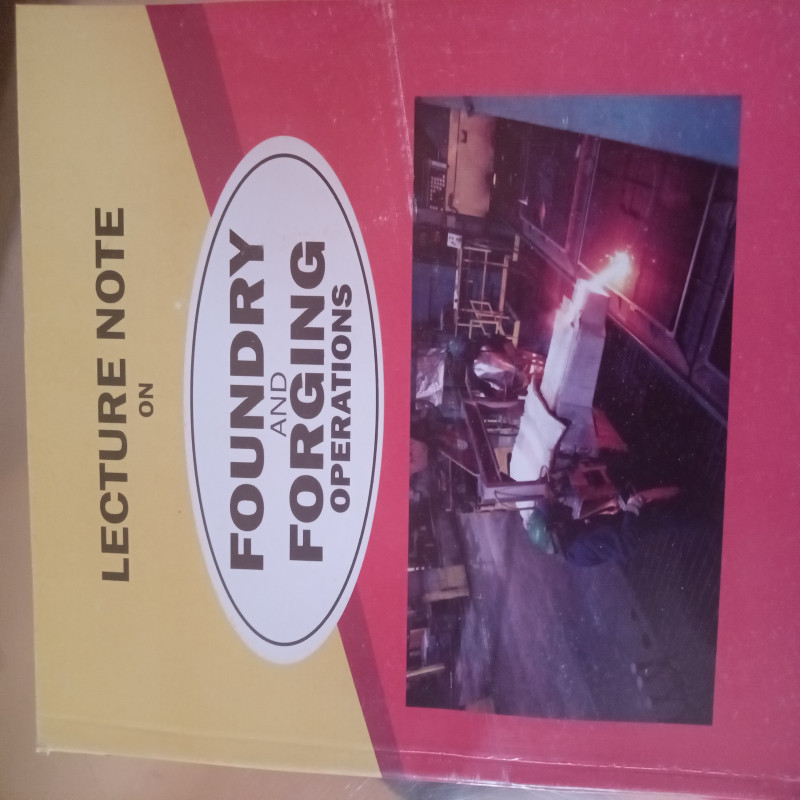 LECTURE NOTE
ON
FOUNDRY
AND
FORGING
OPERATIONS